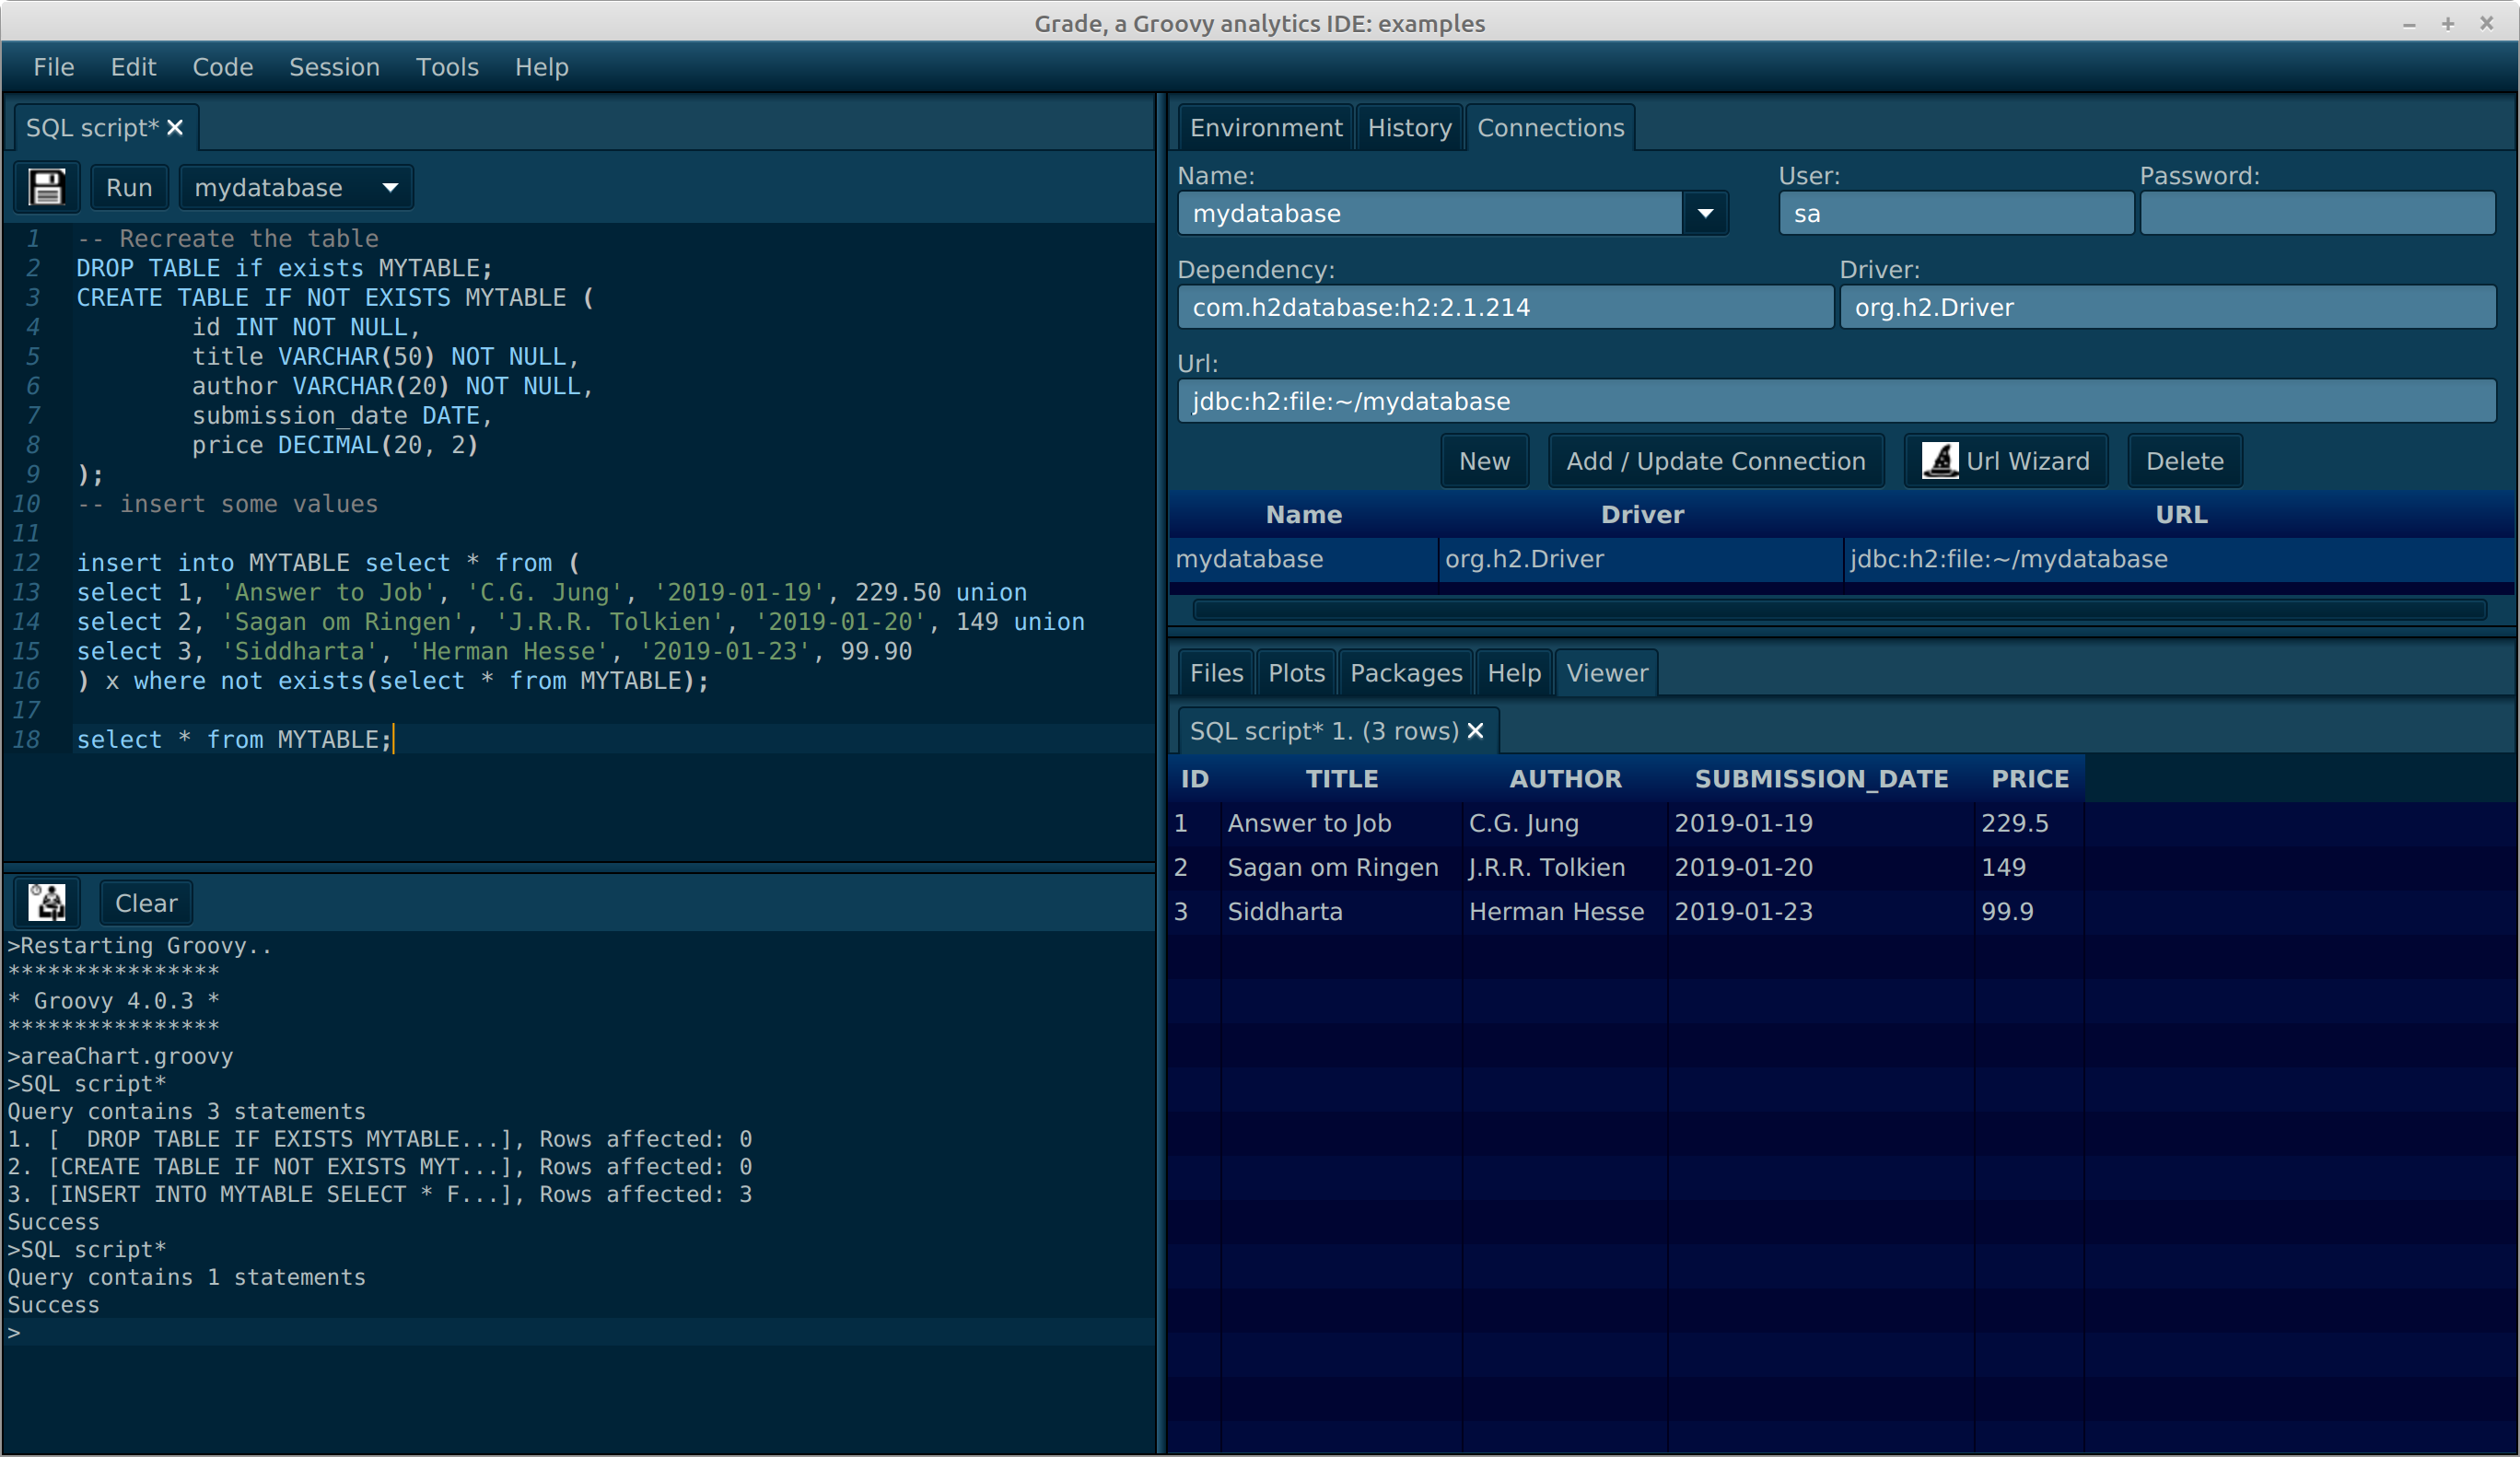 Grade, a Groovy analytics IDE: examples
File Edit Code Session Tools Help
SQL script*
Run mydatabase
1 -- Recreate the table
2 DROP TABLE if exists MYTABLE;
3 CREATE TABLE IF NOT EXISTS MYTABLE (
4 id INT NOT NULL,
5 title VARCHAR(50) NOT NULL,
6 author VARCHAR(20) NOT NULL,
7 submission_date DATE,
8 price DECIMAL(20, 2)
9 );
10 -- insert some values
11
12 insert into MYTABLE select * from (
13 select 1, 'Answer to Job', 'C.G. Jung', '2019-01-19', 229.50 union
14 select 2, 'Sagan om Ringen', 'J.R.R. Tolkien', '2019-01-20', 149 union
15 select 3, 'Siddharta', 'Herman Hesse', '2019-01-23', 99.90
16 ) x where not exists(select * from MYTABLE);
17
18 select * from MYTABLE;
Clear
>Restarting Groovy..
****************
* Groovy 4.0.3 *
****************
>areaChart.groovy
>SQL script*
Query contains 3 statements
1. [  DROP TABLE IF EXISTS MYTABLE...], Rows affected: 0
2. [CREATE TABLE IF NOT EXISTS MYT...], Rows affected: 0
3. [INSERT INTO MYTABLE SELECT * F...], Rows affected: 3
Success
>SQL script*
Query contains 1 statements
Success
>
Environment History Connections
Name: User: Password:
mydatabase sa
Dependency: Driver:
com.h2database:h2:2.1.214 org.h2.Driver
Url:
jdbc:h2:file:~/mydatabase
New Add / Update Connection Url Wizard Delete
Name Driver URL
mydatabase org.h2.Driver jdbc:h2:file:~/mydatabase
Files Plots Packages Help Viewer
SQL script* 1. (3 rows)
ID TITLE AUTHOR SUBMISSION_DATE PRICE
1 Answer to Job C.G. Jung 2019-01-19 229.5
2 Sagan om Ringen J.R.R. Tolkien 2019-01-20 149
3 Siddharta Herman Hesse 2019-01-23 99.9